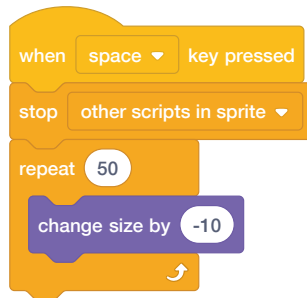 when space key pressed
stop other scripts in sprite
repeat 50
change size by -10